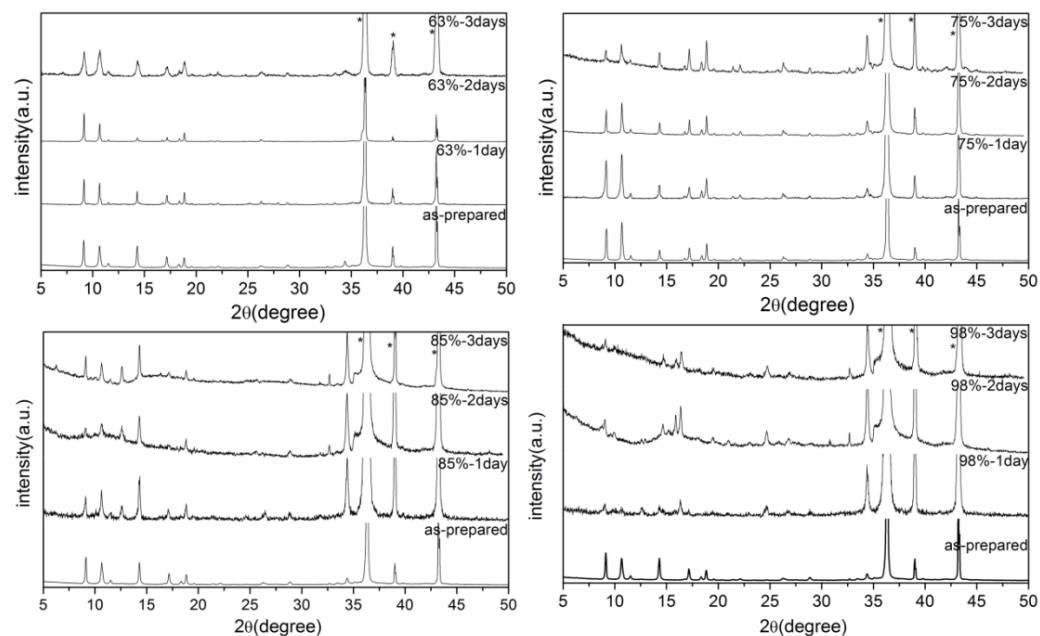 63%-3days
*
*
*
63%-2days
63%-1day
as-prepared
intensity(a.u.)
5 10 15 20 25 30 35 40 45 50
2θ(degree)
75%-3days
*
*
*
75%-2days
75%-1day
as-prepared
intensity(a.u.)
5 10 15 20 25 30 35 40 45 50
2θ(degree)
85%-3days
*
*
*
85%-2days
85%-1day
as-prepared
intensity(a.u.)
5 10 15 20 25 30 35 40 45 50
2θ(degree)
98%-3days
*
*
*
98%-2days
98%-1day
as-prepared
intensity(a.u.)
5 10 15 20 25 30 35 40 45 50
2θ(degree)